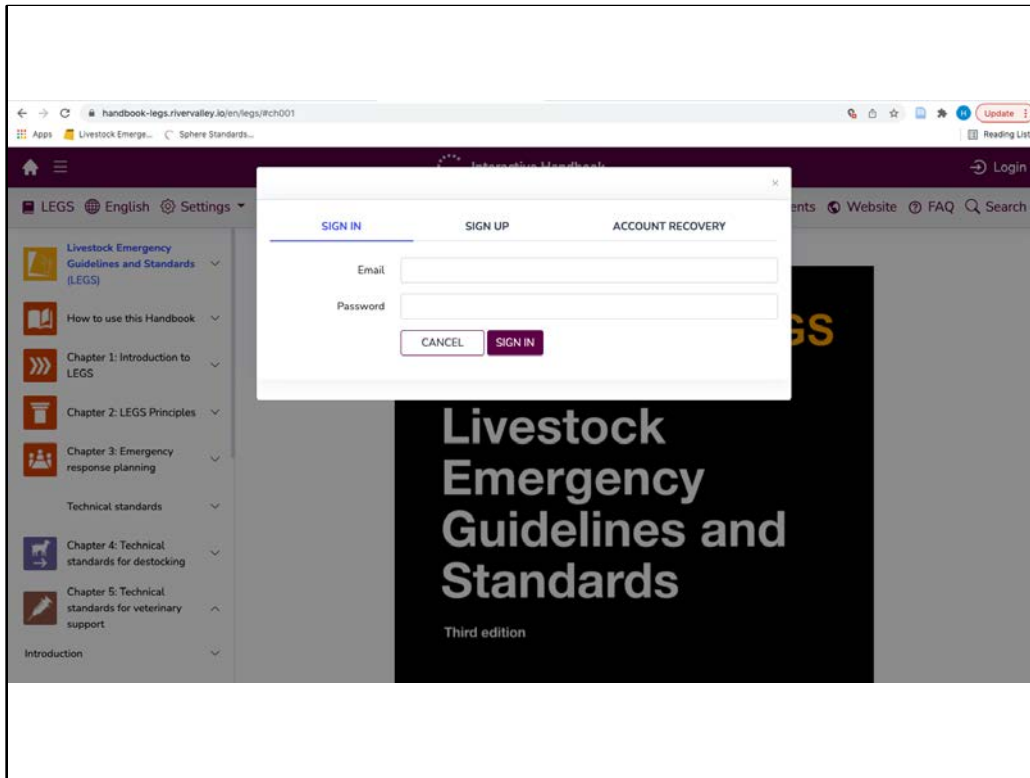 handbook-legs.rivervalley.io/en/legs/#ch001
Update
Apps Livestock Emerge... Sphere Standards...
Reading List
Interactive Handbook
Login
LEGS English Settings
ents Website FAQ Search
×
SIGN IN SIGN UP ACCOUNT RECOVERY
Email
Password
CANCEL SIGN IN
Livestock Emergency
Guidelines and Standards
(LEGS)
How to use this Handbook
Chapter 1: Introduction to
LEGS
Chapter 2: LEGS Principles
Chapter 3: Emergency
response planning
Technical standards
Chapter 4: Technical
standards for destocking
Chapter 5: Technical
standards for veterinary
support
Introduction
GS
Livestock
Emergency
Guidelines and
Standards
Third edition